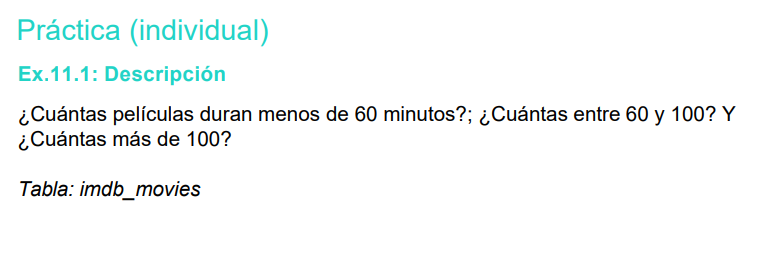 Práctica (individual)
Ex.11.1: Descripción
¿Cuántas películas duran menos de 60 minutos?; ¿Cuántas entre 60 y 100? Y
¿Cuántas más de 100?
Tabla: imdb_movies